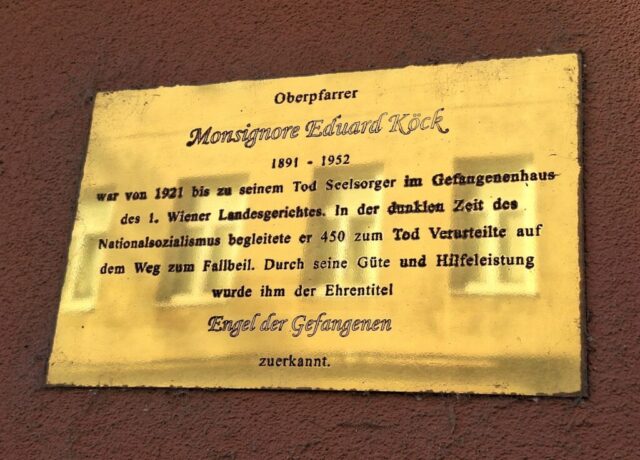 Oberpfarrer
Monsignore Eduard Köck
1891 - 1952
war von 1921 bis zu seinem Tod Seelsorger im Gefangenenhaus
des 1. Wiener Landesgerichtes. In der dunklen Zeit des
Nationalsozialismus begleitete er 450 zum Tod Verurteilte auf
dem Weg zum Fallbeil. Durch seine Güte und Hilfeleistung
wurde ihm der Ehrentitel
Engel der Gefangenen
zuerkannt.